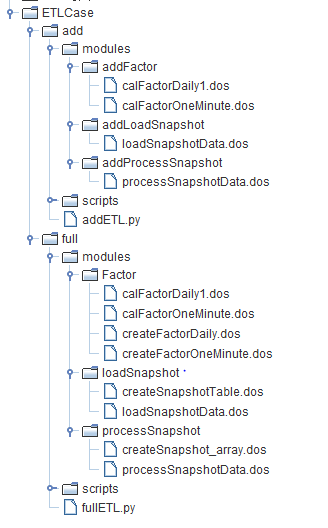 ETLCase
add
modules
addFactor
calFactorDaily1.dos
calFactorOneMinute.dos
addLoadSnapshot
loadSnapshotData.dos
addProcessSnapshot
processSnapshotData.dos
scripts
addETL.py
full
modules
Factor
calFactorDaily1.dos
calFactorOneMinute.dos
createFactorDaily.dos
createFactorOneMinute.dos
loadSnapshot
createSnapshotTable.dos
loadSnapshotData.dos
processSnapshot
createSnapshot_array.dos
processSnapshotData.dos
scripts
fullETL.py